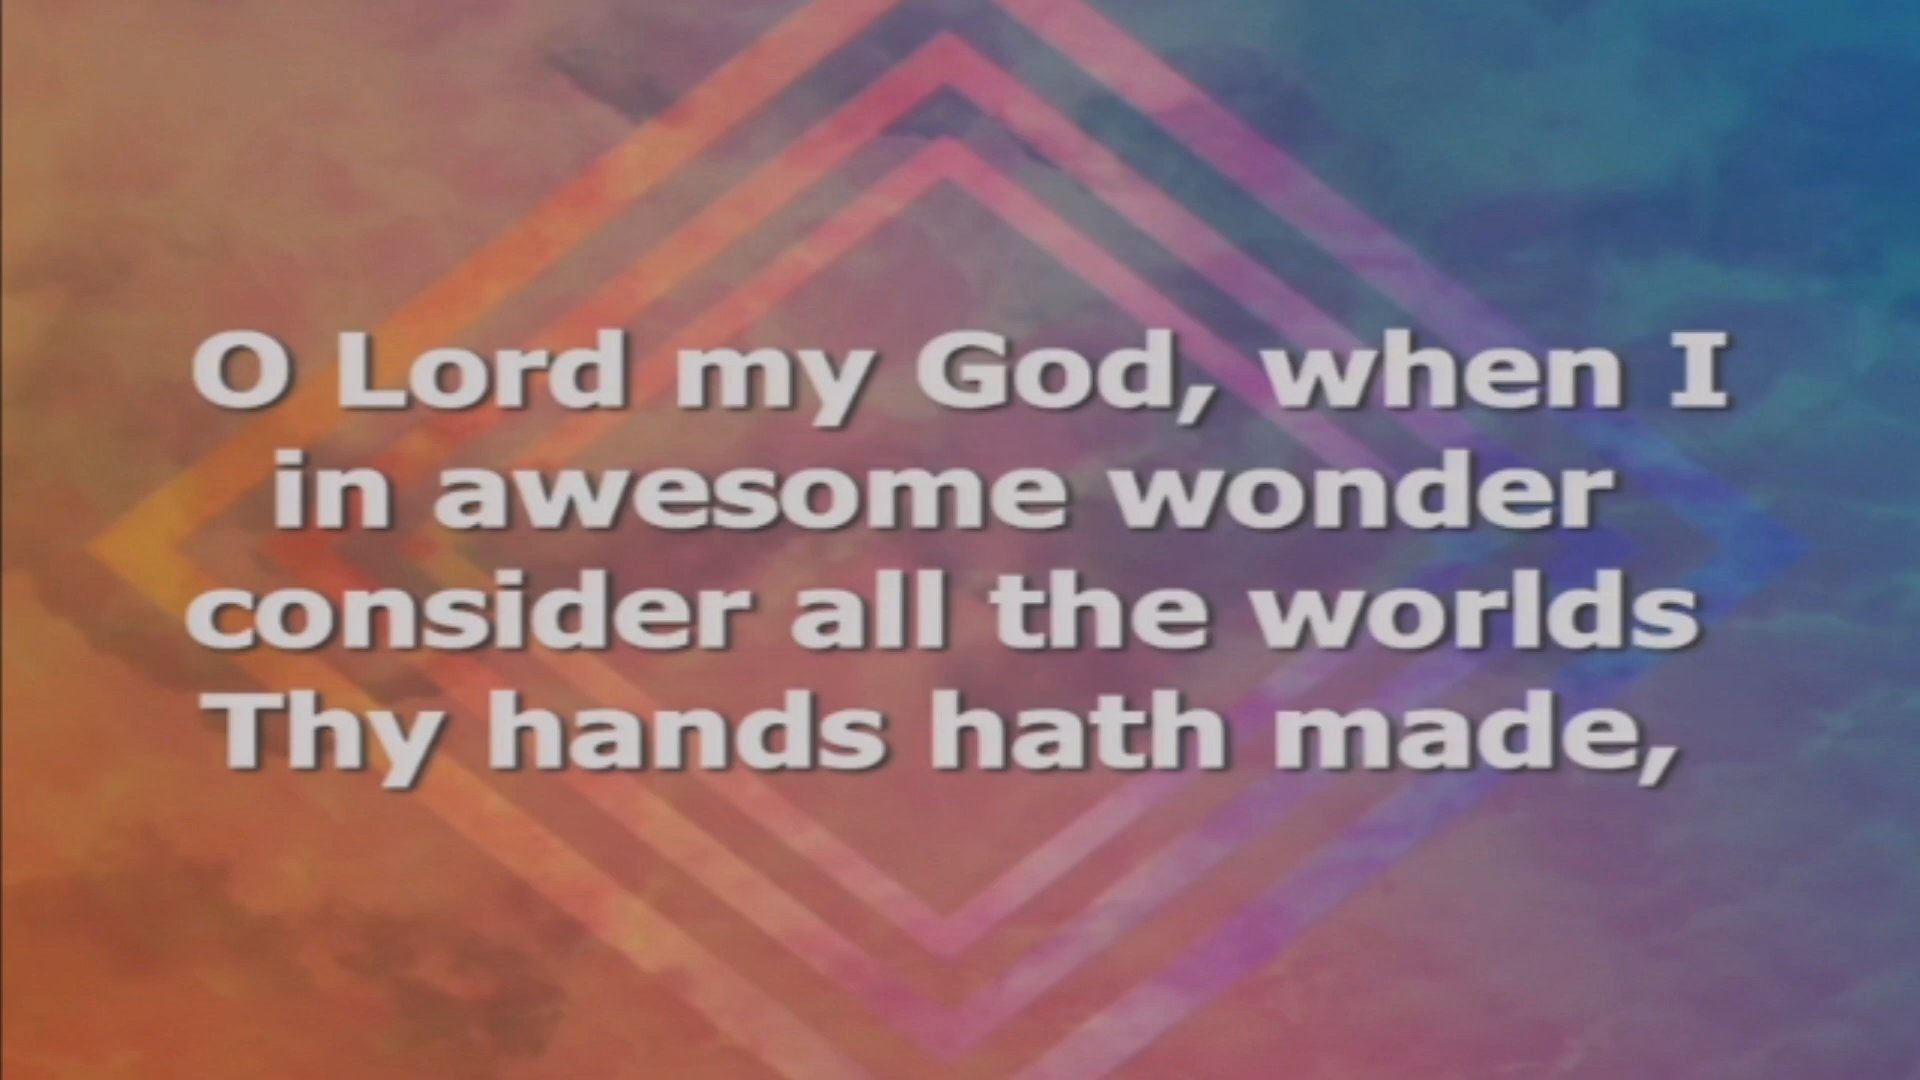 O Lord my God, when I
in awesome wonder
consider all the worlds
Thy hands hath made,